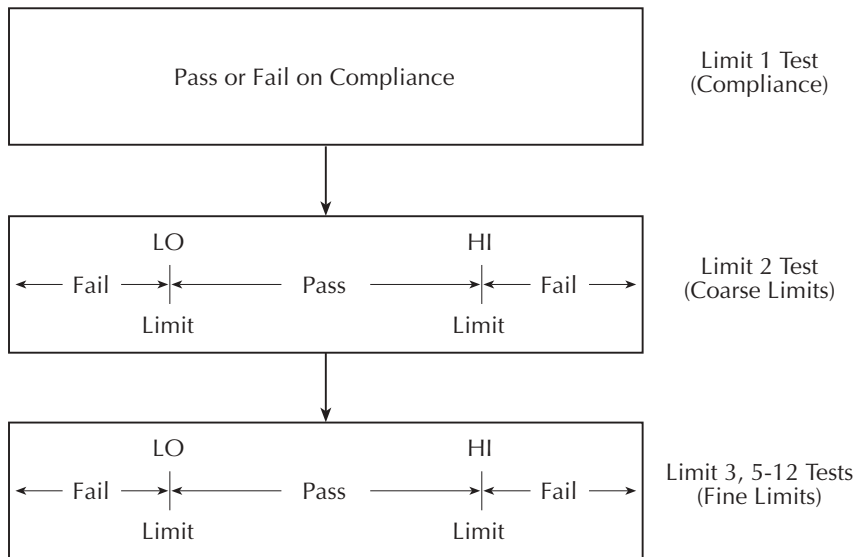 Pass or Fail on Compliance
Limit 1 Test
(Compliance)
LO HI
Fail Pass Fail
Limit Limit
Limit 2 Test
(Coarse Limits)
LO HI
Fail Pass Fail
Limit Limit
Limit 3, 5-12 Tests
(Fine Limits)